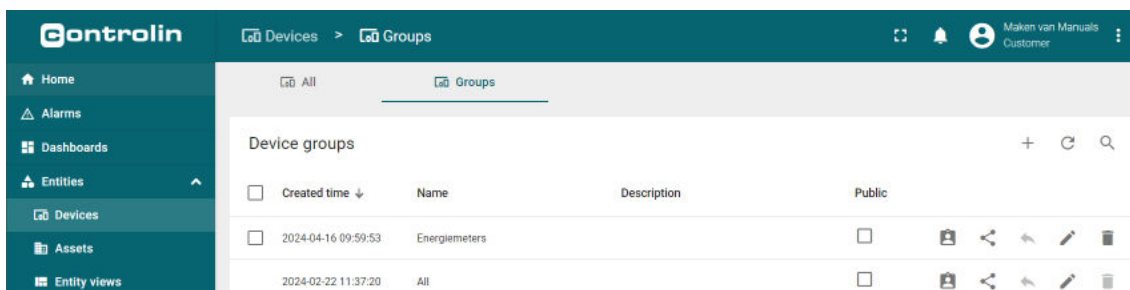 Controlin
Devices > Groups
Maken van Manuals
Customer
Home
Alarms
Dashboards
Entities
Devices
Assets
Entity views
All
Groups
Device groups
Created time Name Description Public
2024-04-16 09:59:53 Energiemeters
2024-02-22 11:37:20 All